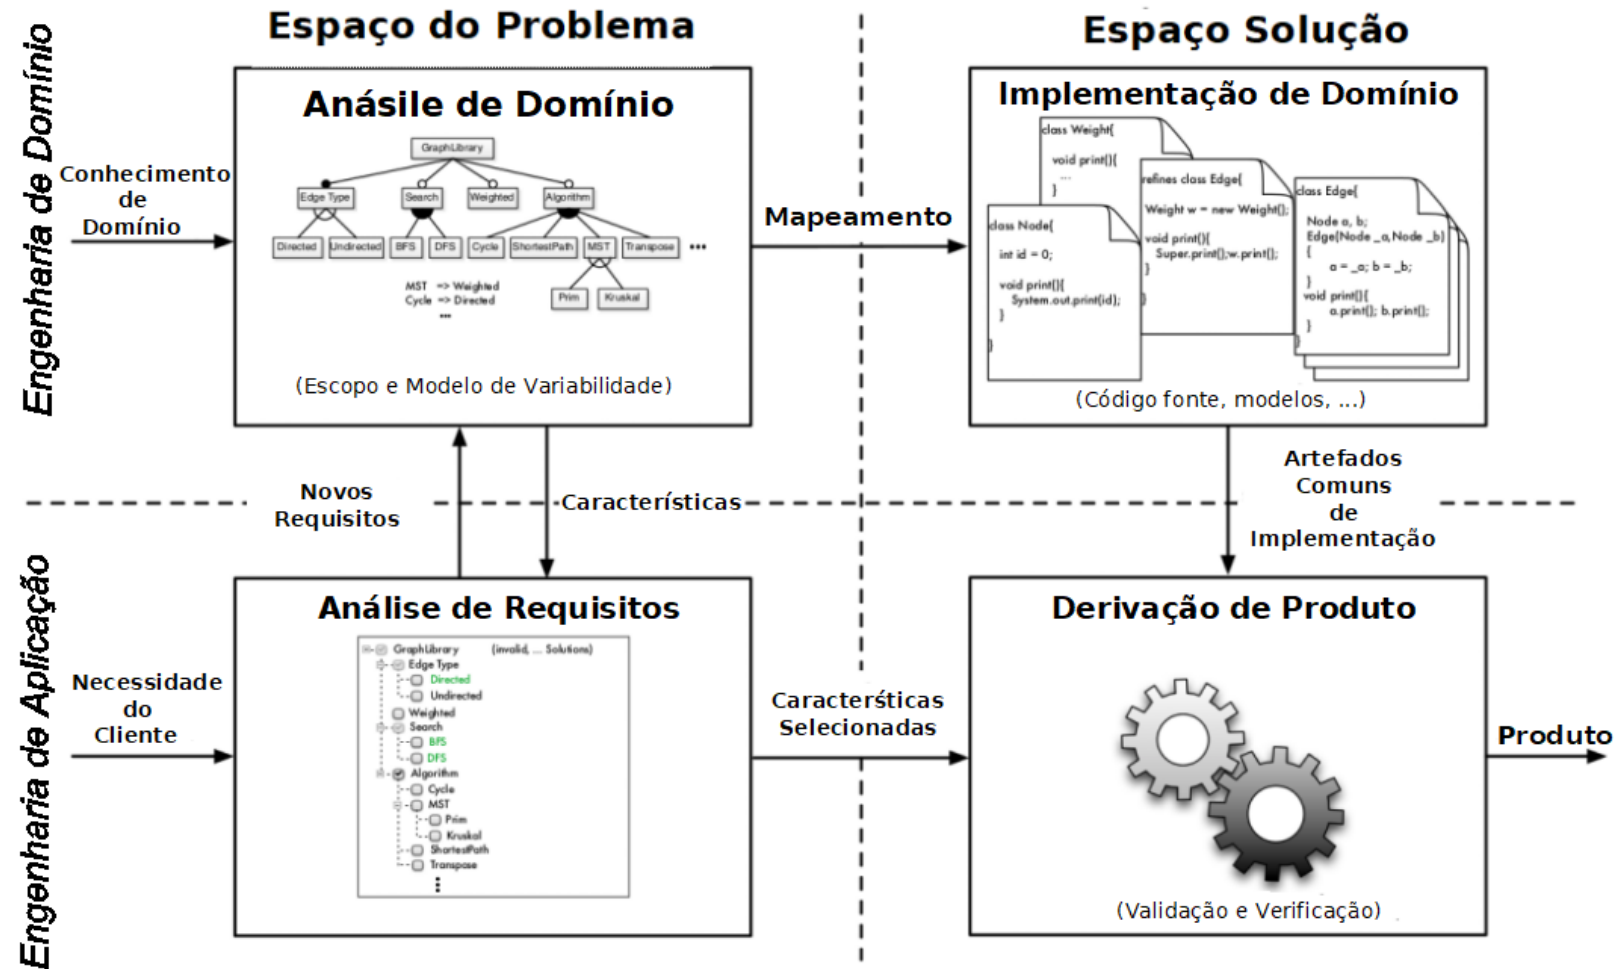 Espaço do Problema
Espaço Solução
Engenharia de Domínio
Conhecimento
de
Domínio
Anásile de Domínio
GraphLibrary
Edge Type
Search
Weighted
Algorithm
Directed
Undirected
BFS
DFS
Cycle
ShortestPath
MST
Transpose
...
MST => Weighted
Cycle => Directed
...
Prim
Kruskal
(Escopo e Modelo de Variabilidade)
Mapeamento
Implementação de Domínio
class Weight{
void print(){
...
}
refines class Edge{
Weight w = new Weight();
void print(){
Super.print();w.print();
}
}
class Node{
int id = 0;
void print(){
System.out.print(id);
}
}
class Edge{
Node a, b;
Edge(Node _a,Node _b)
{
a = _a; b = _b;
}
void print(){
a.print(); b.print();
}
}
(Código fonte, modelos, ...)
Novos
Requisitos
Característícas
Artefados
Comuns
de
Implementação
Engenharia de Aplicação
Necessidade
do
Cliente
Análise de Requisitos
GraphLibrary (invalid, ... Solutions)
Edge Type
Directed
Undirected
Weighted
Search
BFS
DFS
Algorithm
Cycle
MST
Prim
Kruskal
ShortestPath
Transpose
Caracterśticas
Selecionadas
Derivação de Produto
(Validação e Verificação)
Produto